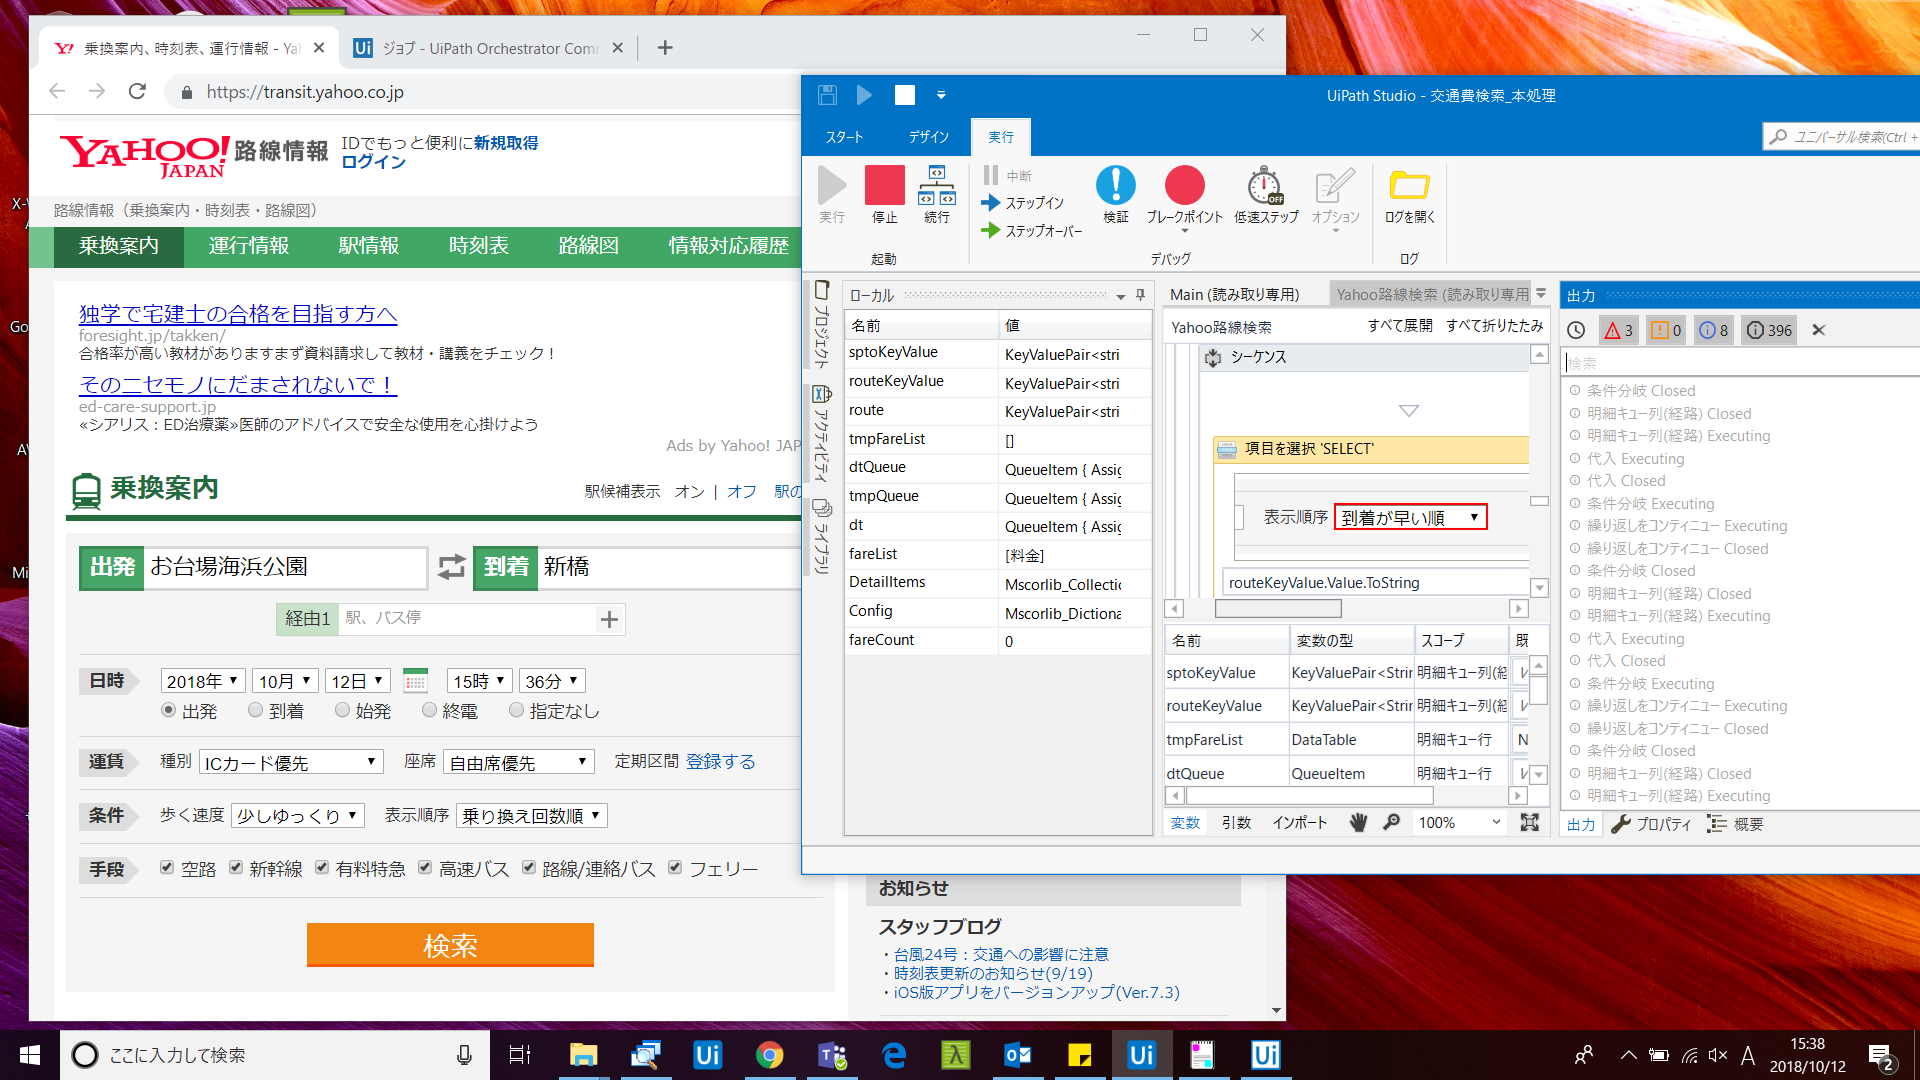 乗換案内、時刻表、運行情報 - Ya
ジョブ - UiPath Orchestrator Com
https://transit.yahoo.co.jp
YAHOO! JAPAN 路線情報
IDでもっと便利に新規取得
ログイン
路線情報（乗換案内・時刻表・路線図）
乗換案内 運行情報 駅情報 時刻表 路線図 情報対応履歴
独学で宅建士の合格を目指す方へ
foresight.jp/takken/
合格率が高い教材がありますまず資料請求して教材・講義をチェック！
そのニセモノにだまされないで！
ed-care-support.jp
≪シアリス：ED治療薬≫医師のアドバイスで安全な使用を心掛けよう
Ads by Yahoo! JAP
乗換案内
駅候補表示 オン | オフ 駅の
出発 お台場海浜公園 到着 新橋
経由1 駅、バス停
日時 2018年 10月 12日 15時 36分
出発 到着 始発 終電 指定なし
運賃 種別 ICカード優先 座席 自由席優先 定期区間 登録する
条件 歩く速度 少しゆっくり 表示順序 乗り換え回数順
手段 空路 新幹線 有料特急 高速バス 路線/連絡バス フェリー
検索
お知らせ
スタッフブログ
・台風24号：交通への影響に注意
・時刻表更新のお知らせ(9/19)
・iOS版アプリをバージョンアップ(Ver.7.3)
UiPath Studio - 交通費検索_本処理
スタート デザイン 実行
ユニバーサル検索(Ctrl +
実行 停止 続行
中断
ステップイン
ステップオーバー
検証 ブレークポイント 低速ステップ オプション ログを開く
OFF
起動 デバッグ ログ
プロジェクト
アクティビティ
ライブラリ
ローカル
名前 値
sptoKeyValue KeyValuePair<stri
routeKeyValue KeyValuePair<stri
route KeyValuePair<stri
tmpFareList []
dtQueue QueueItem { Assig
tmpQueue QueueItem { Assig
dt QueueItem { Assig
fareList [料金]
DetailItems Mscorlib_Collectio
Config Mscorlib_Dictiona
fareCount 0
Main (読み取り専用) Yahoo路線検索 (読み取り専用
Yahoo路線検索 すべて展開 すべて折りたたみ
シーケンス
項目を選択 'SELECT'
表示順序 到着が早い順
routeKeyValue.Value.ToString
名前 変数の型 スコープ 既
sptoKeyValue KeyValuePair<Strin 明細キュー列(経
routeKeyValue KeyValuePair<Strin 明細キュー列(経
tmpFareList DataTable 明細キュー行 N
dtQueue QueueItem 明細キュー行
変数 引数 インポート 100%
出力
3 0 8 396
検索
条件分岐 Closed
明細キュー列(経路) Closed
明細キュー列(経路) Executing
代入 Executing
代入 Closed
条件分岐 Executing
繰り返しをコンティニュー Executing
繰り返しをコンティニュー Closed
条件分岐 Closed
明細キュー列(経路) Closed
明細キュー列(経路) Executing
代入 Executing
代入 Closed
条件分岐 Executing
繰り返しをコンティニュー Executing
繰り返しをコンティニュー Closed
条件分岐 Closed
明細キュー列(経路) Closed
明細キュー列(経路) Executing
出力 プロパティ 概要
ここに入力して検索
Ui
Ui
Ui
A
15:38
2018/10/12
2